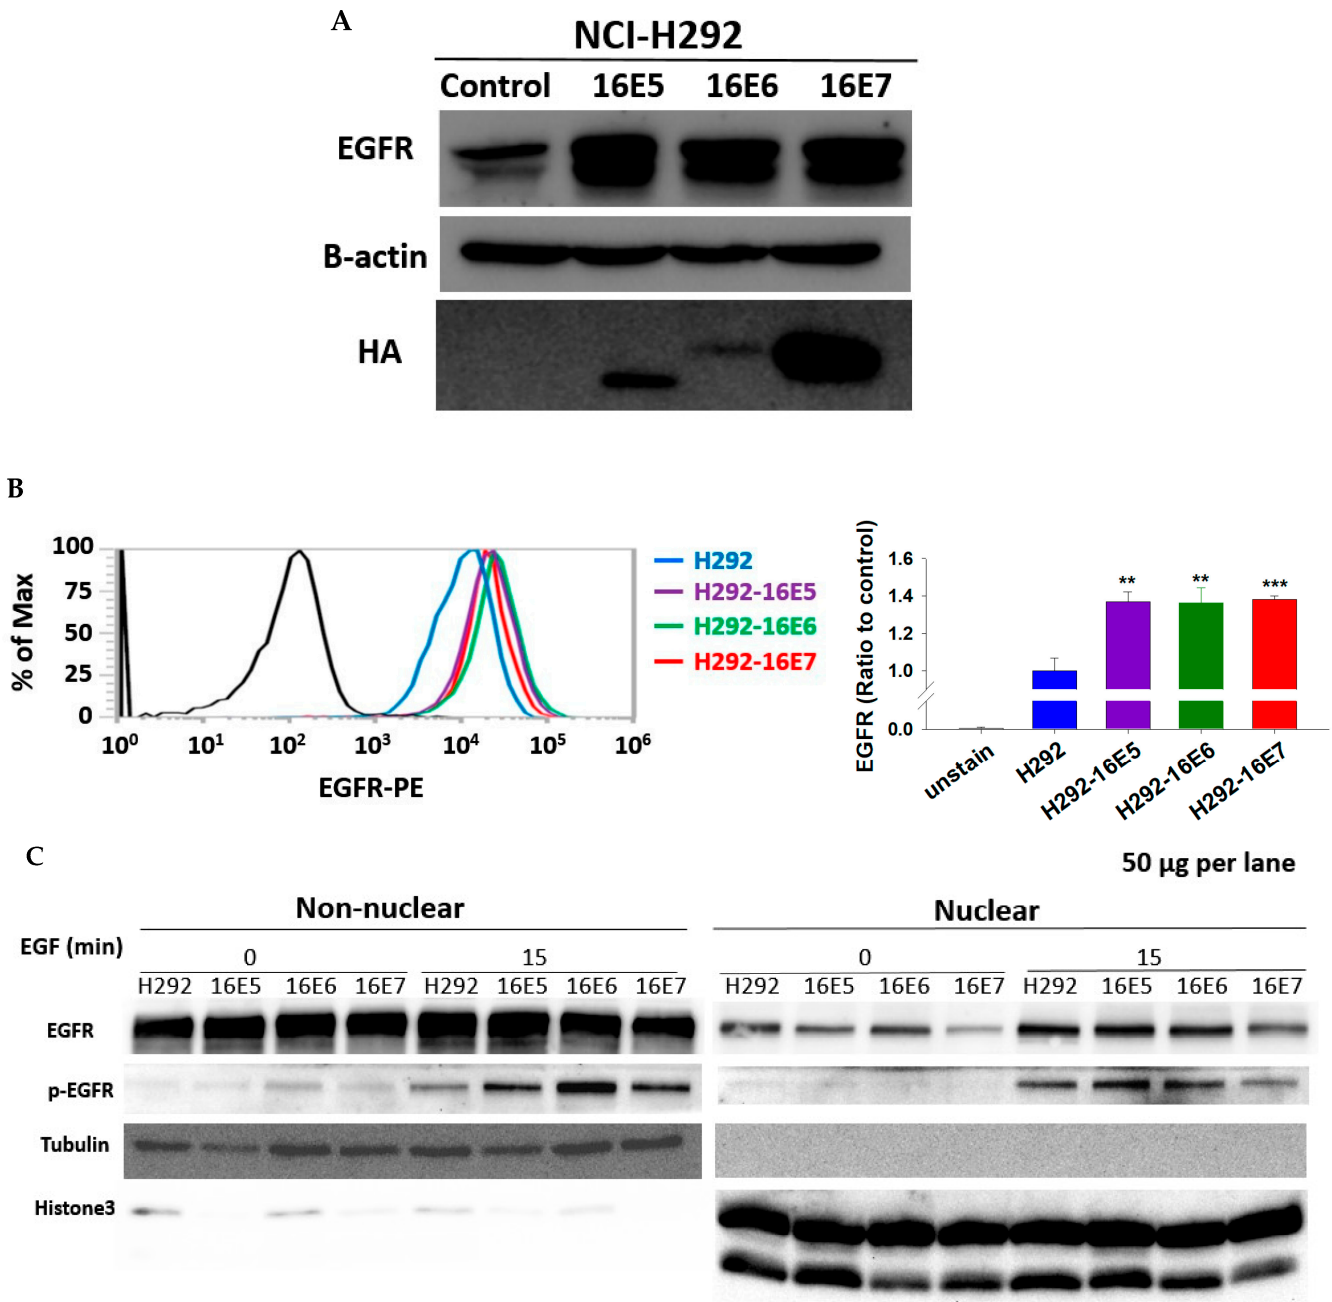 A
NCI-H292
Control 16E5 16E6 16E7
EGFR
B-actin
HA
B
% of Max
100
75
50
25
0
10⁰ 10¹ 10² 10³ 10⁴ 10⁵ 10⁶
EGFR-PE
H292
H292-16E5
H292-16E6
H292-16E7
EGFR (Ratio to control)
1.6
1.4
1.2
1.0
0.0
** ** ***
unstain H292 H292-16E5 H292-16E6 H292-16E7
C
50 µg per lane
Non-nuclear Nuclear
EGF (min) 0 15 0 15
H292 16E5 16E6 16E7 H292 16E5 16E6 16E7 H292 16E5 16E6 16E7 H292 16E5 16E6 16E7
EGFR
p-EGFR
Tubulin
Histone3